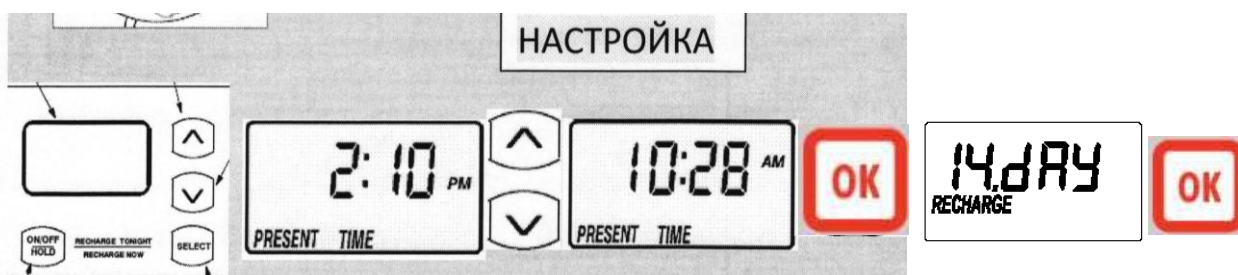 НАСТРОЙКА
ON/OFF
HOLD
RECHARGE TONIGHT
RECHARGE NOW
SELECT
2:10 PM
PRESENT TIME
10:28 AM
PRESENT TIME
OK
14.dAY
RECHARGE
OK